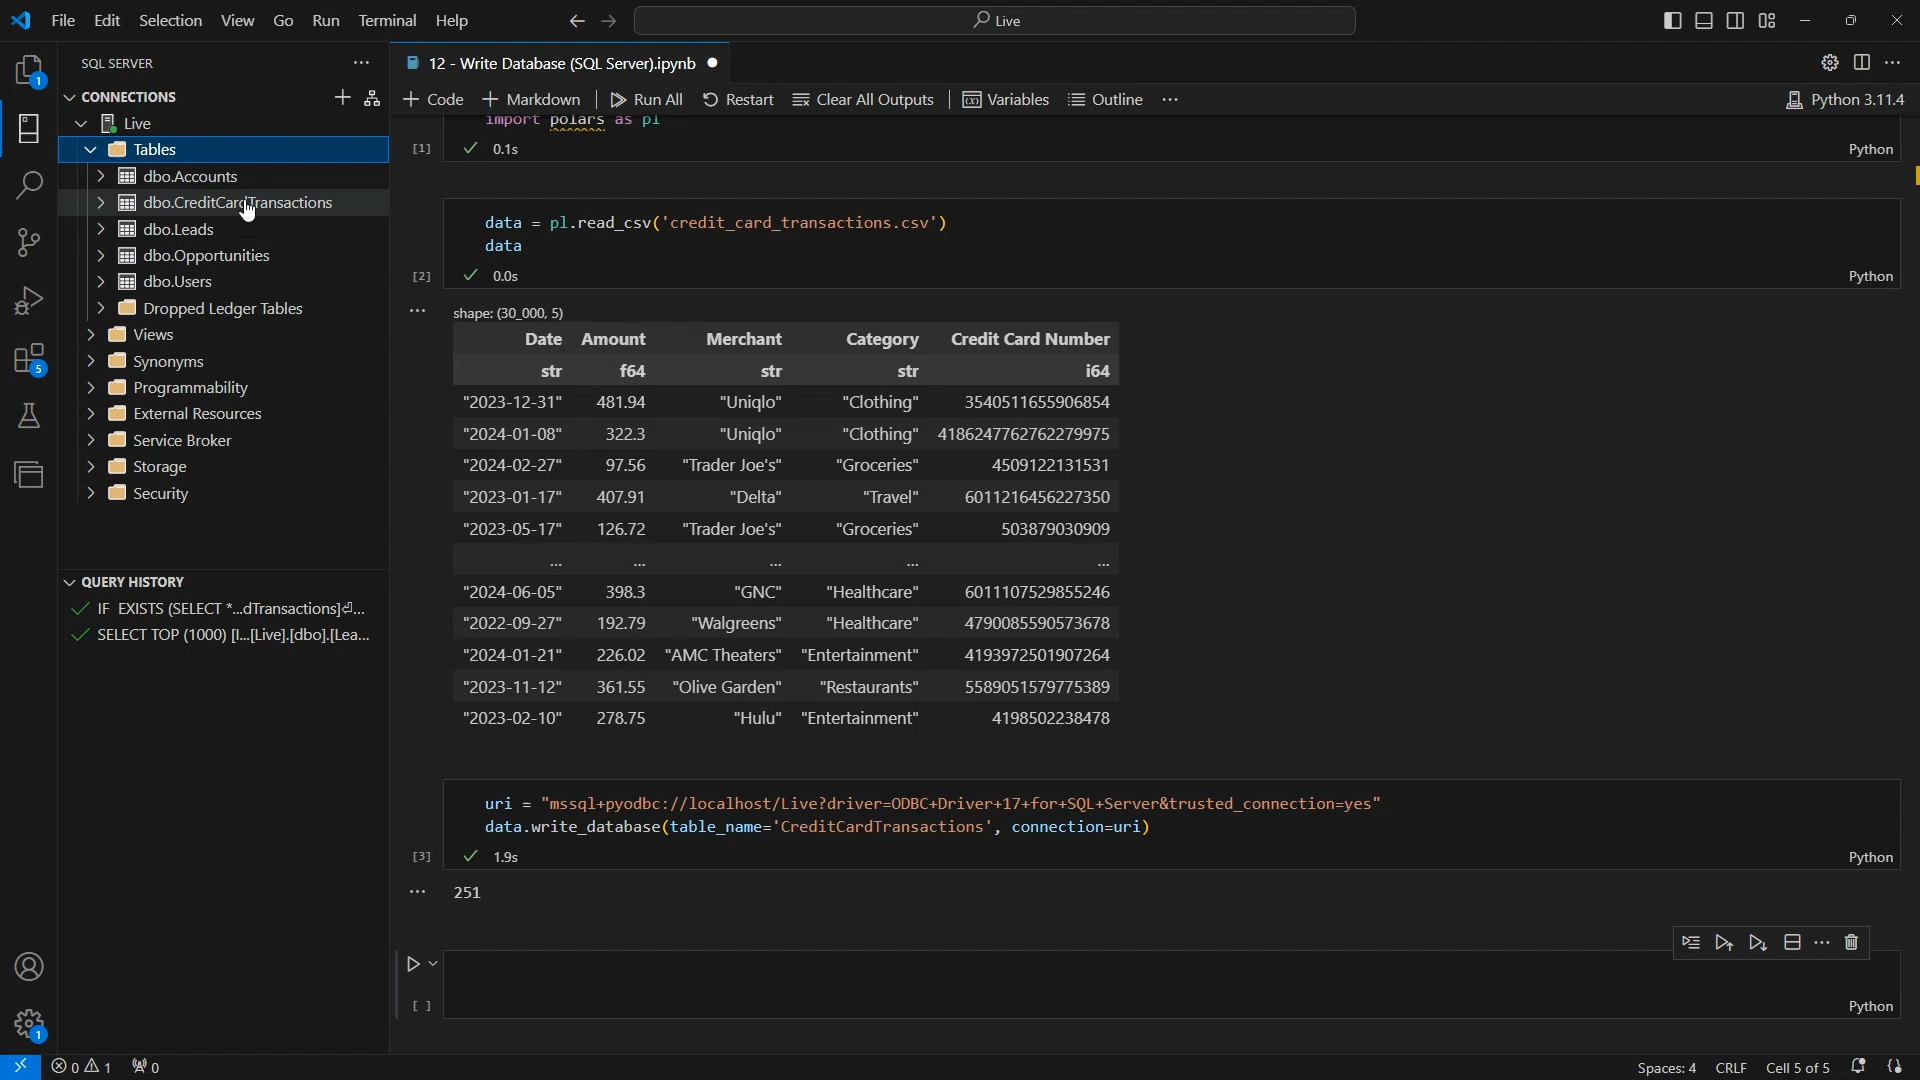 File Edit Selection View Go Run Terminal Help
Live
SQL SERVER
CONNECTIONS
Live
Tables
dbo.Accounts
dbo.CreditCardTransactions
dbo.Leads
dbo.Opportunities
dbo.Users
Dropped Ledger Tables
Views
Synonyms
Programmability
External Resources
Service Broker
Storage
Security
QUERY HISTORY
IF EXISTS (SELECT *...dTransactions]⏎...
SELECT TOP (1000) [I...[Live].[dbo].[Lea...
1
5
1
12 - Write Database (SQL Server).ipynb
Code Markdown Run All Restart Clear All Outputs Variables Outline ...
Python 3.11.4
import polars as pl
[1] 0.1s Python
data = pl.read_csv('credit_card_transactions.csv')
data
[2] 0.0s Python
shape: (30_000, 5)
Date Amount Merchant Category Credit Card Number
str f64 str str i64
"2023-12-31" 481.94 "Uniqlo" "Clothing" 3540511655906854
"2024-01-08" 322.3 "Uniqlo" "Clothing" 4186247762762279975
"2024-02-27" 97.56 "Trader Joe's" "Groceries" 4509122131531
"2023-01-17" 407.91 "Delta" "Travel" 6011216456227350
"2023-05-17" 126.72 "Trader Joe's" "Groceries" 503879030909
... ... ... ... ...
"2024-06-05" 398.3 "GNC" "Healthcare" 6011107529855246
"2022-09-27" 192.79 "Walgreens" "Healthcare" 4790085590573678
"2024-01-21" 226.02 "AMC Theaters" "Entertainment" 4193972501907264
"2023-11-12" 361.55 "Olive Garden" "Restaurants" 5589051579775389
"2023-02-10" 278.75 "Hulu" "Entertainment" 4198502238478
uri = "mssql+pyodbc://localhost/Live?driver=ODBC+Driver+17+for+SQL+Server&trusted_connection=yes"
data.write_database(table_name='CreditCardTransactions', connection=uri)
[3] 1.9s Python
251
[ ] Python
0 1 0
Spaces: 4 CRLF Cell 5 of 5